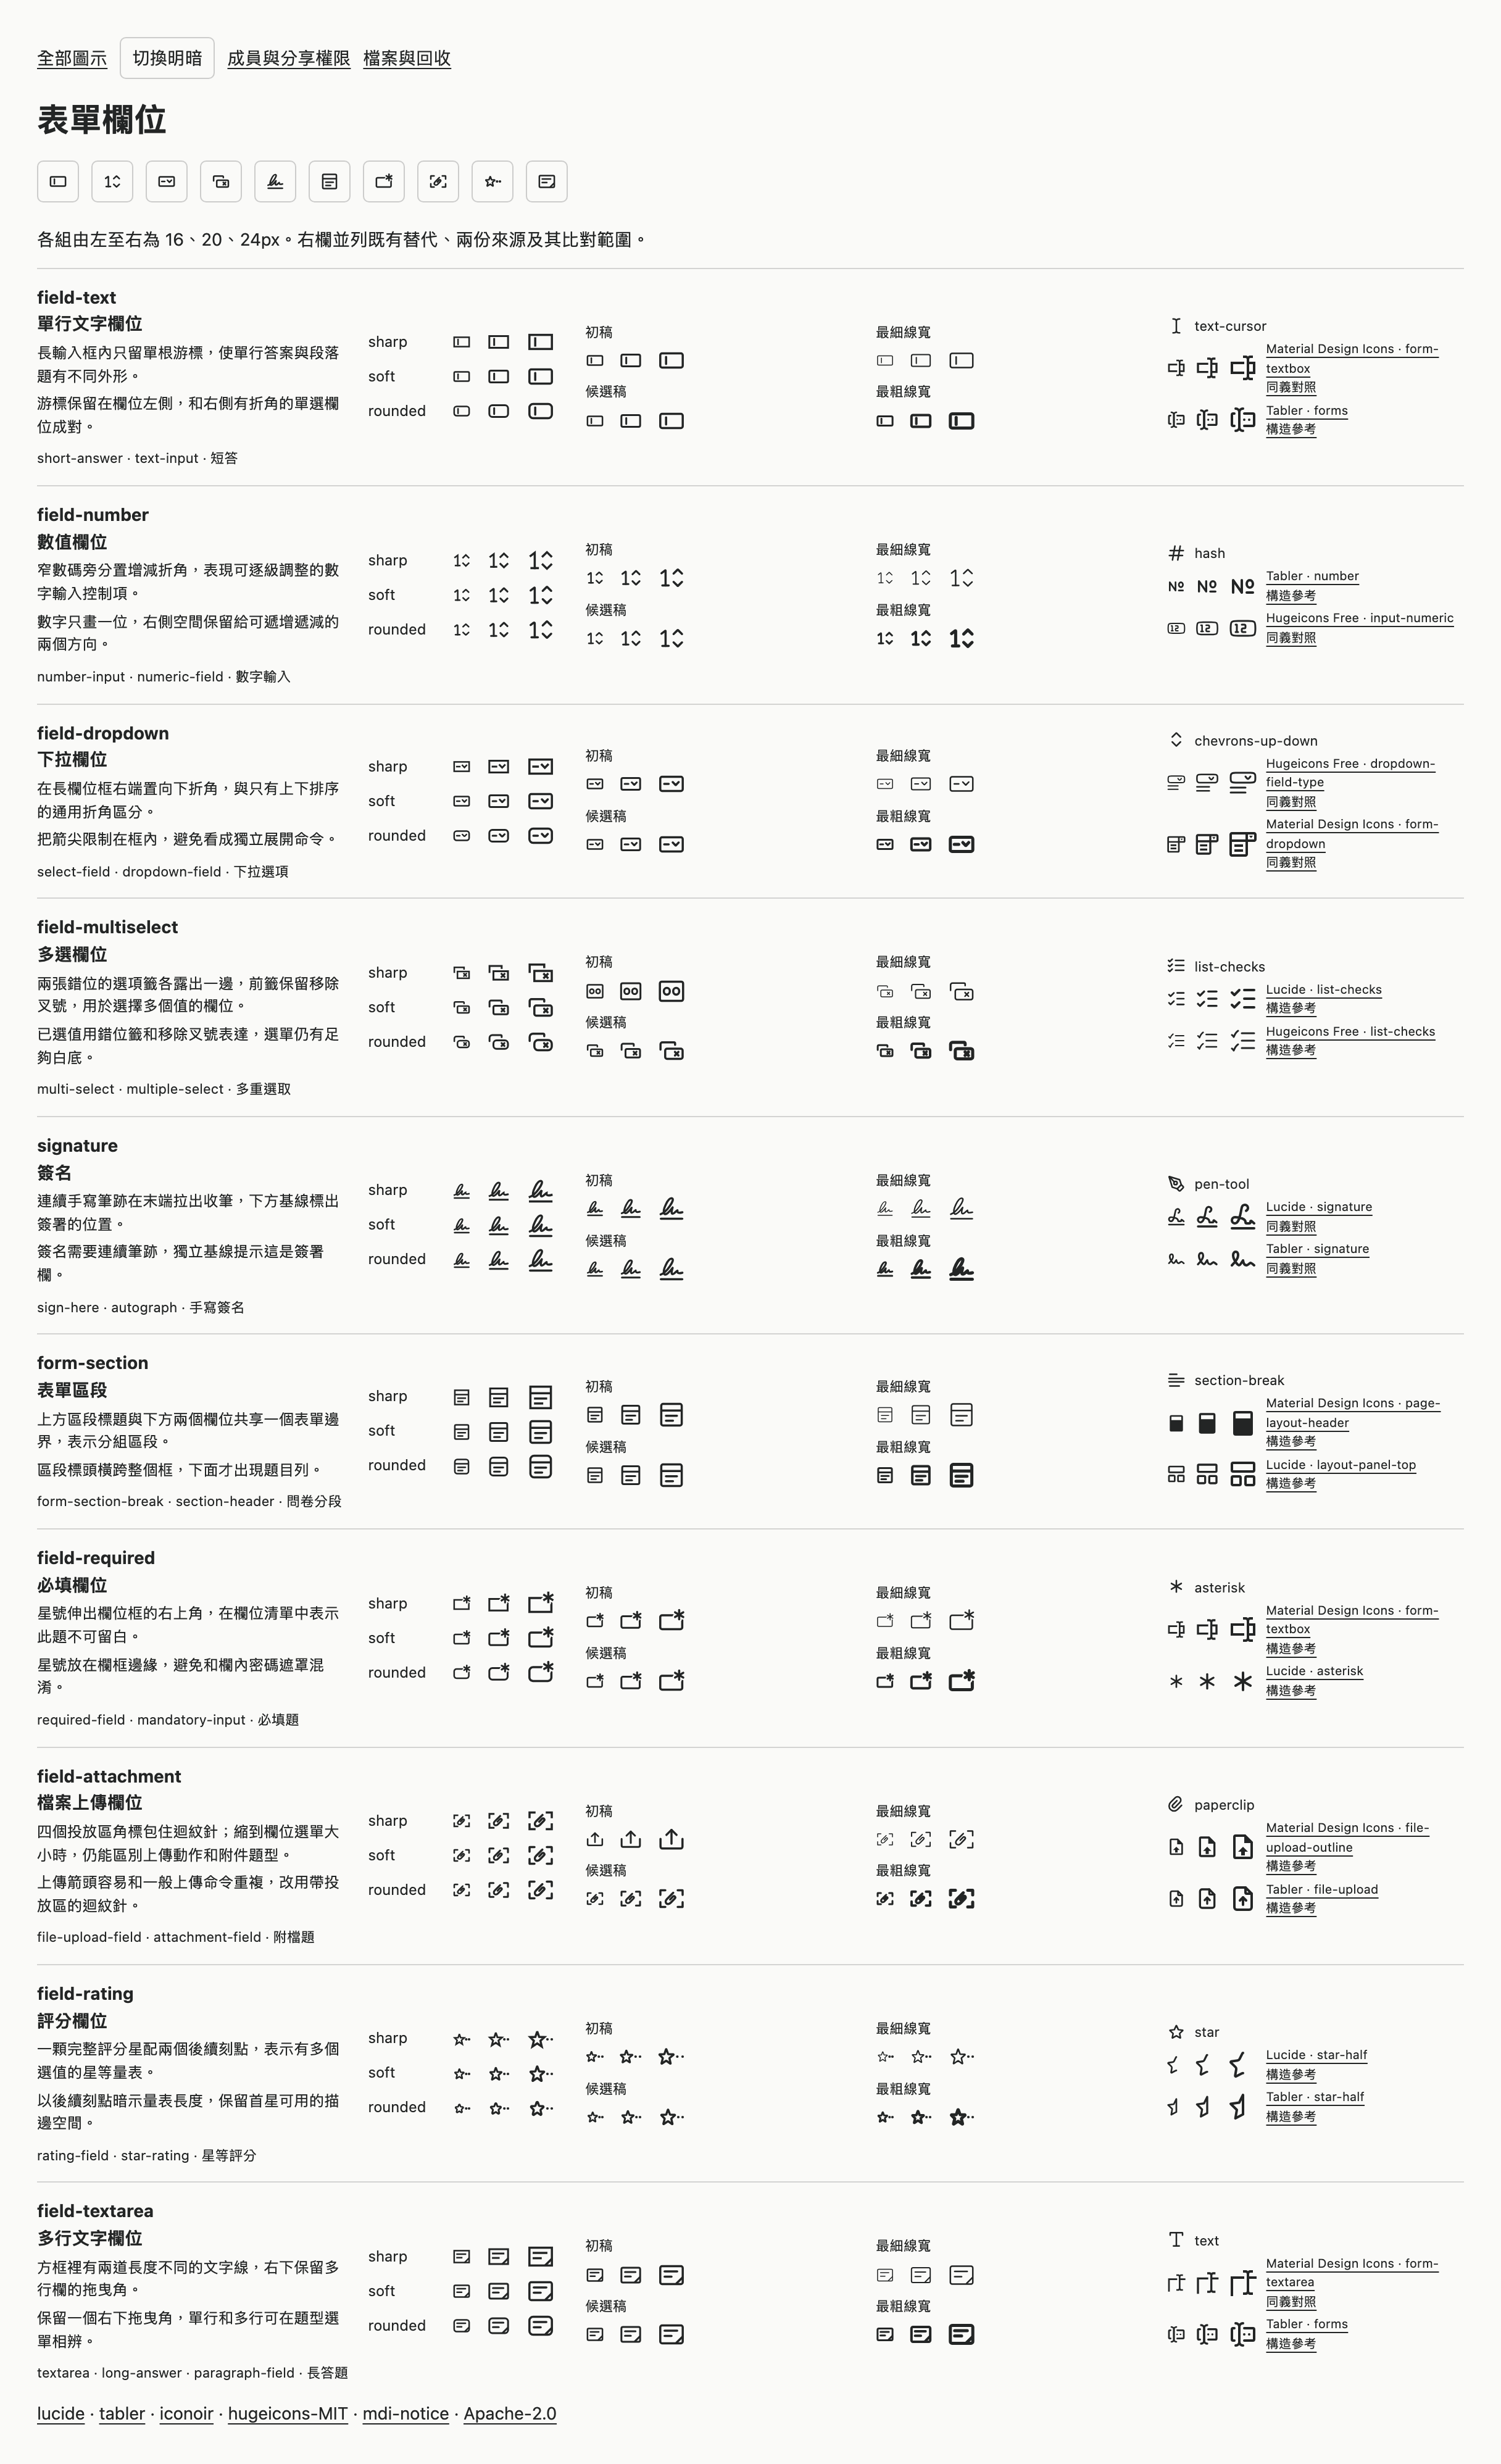 全部圖示 切換明暗 成員與分享權限 檔案與回收
表單欄位
各組由左至右為 16、20、24px。右欄並列既有替代、兩份來源及其比對範圍。
field-text
單行文字欄位
長輸入框內只留單根游標，使單行答案與段落
題有不同外形。
游標保留在欄位左側，和右側有折角的單選欄
位成對。
short-answer · text-input · 短答
sharp
soft
rounded
初稿
候選稿
最細線寬
最粗線寬
text-cursor
Material Design Icons · form-
textbox
同義對照
Tabler · forms
構造參考
field-number
數值欄位
窄數碼旁分置增減折角，表現可逐級調整的數
字輸入控制項。
數字只畫一位，右側空間保留給可遞增遞減的
兩個方向。
number-input · numeric-field · 數字輸入
sharp
soft
rounded
初稿
候選稿
最細線寬
最粗線寬
hash
Tabler · number
構造參考
Hugeicons Free · input-numeric
同義對照
field-dropdown
下拉欄位
在長欄位框右端置向下折角，與只有上下排序
的通用折角區分。
把箭尖限制在框內，避免看成獨立展開命令。
select-field · dropdown-field · 下拉選項
sharp
soft
rounded
初稿
候選稿
最細線寬
最粗線寬
chevrons-up-down
Hugeicons Free · dropdown-
field-type
同義對照
Material Design Icons · form-
dropdown
同義對照
field-multiselect
多選欄位
兩張錯位的選項籤各露出一邊，前籤保留移除
叉號，用於選擇多個值的欄位。
已選值用錯位籤和移除叉號表達，選單仍有足
夠白底。
multi-select · multiple-select · 多重選取
sharp
soft
rounded
初稿
候選稿
最細線寬
最粗線寬
list-checks
Lucide · list-checks
構造參考
Hugeicons Free · list-checks
構造參考
signature
簽名
連續手寫筆跡在末端拉出收筆，下方基線標出
簽署的位置。
簽名需要連續筆跡，獨立基線提示這是簽署
欄。
sign-here · autograph · 手寫簽名
sharp
soft
rounded
初稿
候選稿
最細線寬
最粗線寬
pen-tool
Lucide · signature
同義對照
Tabler · signature
同義對照
form-section
表單區段
上方區段標題與下方兩個欄位共享一個表單邊
界，表示分組區段。
區段標頭橫跨整個框，下面才出現題目列。
form-section-break · section-header · 問卷分段
sharp
soft
rounded
初稿
候選稿
最細線寬
最粗線寬
section-break
Material Design Icons · page-
layout-header
構造參考
Lucide · layout-panel-top
構造參考
field-required
必填欄位
星號伸出欄位框的右上角，在欄位清單中表示
此題不可留白。
星號放在欄框邊緣，避免和欄內密碼遮罩混
淆。
required-field · mandatory-input · 必填題
sharp
soft
rounded
初稿
候選稿
最細線寬
最粗線寬
asterisk
Material Design Icons · form-
textbox
構造參考
Lucide · asterisk
構造參考
field-attachment
檔案上傳欄位
四個投放區角標包住迴紋針；縮到欄位選單大
小時，仍能區別上傳動作和附件題型。
上傳箭頭容易和一般上傳命令重複，改用帶投
放區的迴紋針。
file-upload-field · attachment-field · 附檔題
sharp
soft
rounded
初稿
候選稿
最細線寬
最粗線寬
paperclip
Material Design Icons · file-
upload-outline
構造參考
Tabler · file-upload
構造參考
field-rating
評分欄位
一顆完整評分星配兩個後續刻點，表示有多個
選值的星等量表。
以後續刻點暗示量表長度，保留首星可用的描
邊空間。
rating-field · star-rating · 星等評分
sharp
soft
rounded
初稿
候選稿
最細線寬
最粗線寬
star
Lucide · star-half
構造參考
Tabler · star-half
構造參考
field-textarea
多行文字欄位
方框裡有兩道長度不同的文字線，右下保留多
行欄的拖曳角。
保留一個右下拖曳角，單行和多行可在題型選
單相辨。
textarea · long-answer · paragraph-field · 長答題
sharp
soft
rounded
初稿
候選稿
最細線寬
最粗線寬
text
Material Design Icons · form-
textarea
同義對照
Tabler · forms
構造參考
lucide · tabler · iconoir · hugeicons-MIT · mdi-notice · Apache-2.0